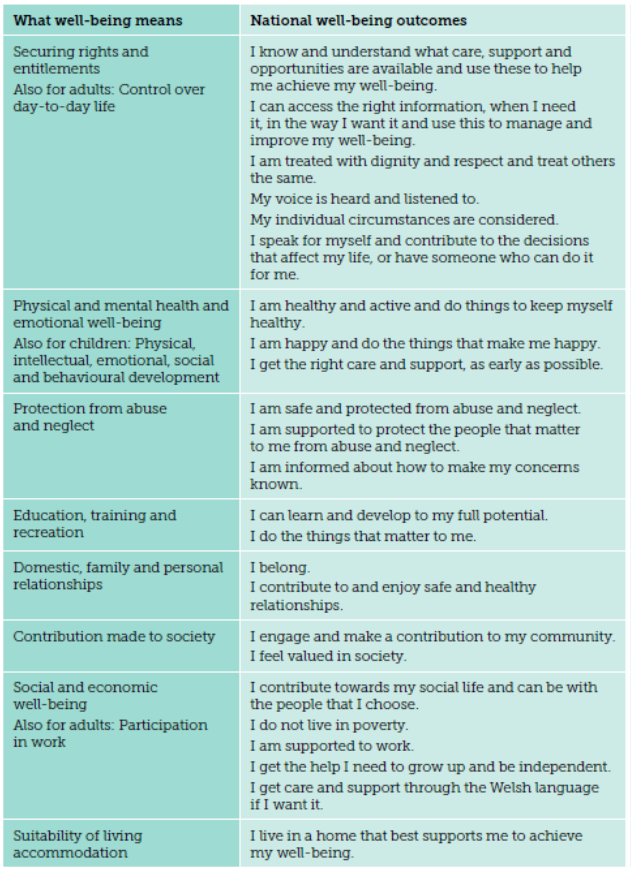 What well-being means
National well-being outcomes
Securing rights and
entitlements
Also for adults: Control over
day-to-day life
I know and understand what care, support and
opportunities are available and use these to help
me achieve my well-being.
I can access the right information, when I need
it, in the way I want it and use this to manage and
improve my well-being.
I am treated with dignity and respect and treat others
the same.
My voice is heard and listened to.
My individual circumstances are considered.
I speak for myself and contribute to the decisions
that affect my life, or have someone who can do it
for me.
Physical and mental health and
emotional well-being
Also for children: Physical,
intellectual, emotional, social
and behavioural development
I am healthy and active and do things to keep myself
healthy.
I am happy and do the things that make me happy.
I get the right care and support, as early as possible.
Protection from abuse
and neglect
I am safe and protected from abuse and neglect.
I am supported to protect the people that matter
to me from abuse and neglect.
I am informed about how to make my concerns
known.
Education, training and
recreation
I can learn and develop to my full potential.
I do the things that matter to me.
Domestic, family and personal
relationships
I belong.
I contribute to and enjoy safe and healthy
relationships.
Contribution made to society
I engage and make a contribution to my community.
I feel valued in society.
Social and economic
well-being
Also for adults: Participation
in work
I contribute towards my social life and can be with
the people that I choose.
I do not live in poverty.
I am supported to work.
I get the help I need to grow up and be independent.
I get care and support through the Welsh language
if I want it.
Suitability of living
accommodation
I live in a home that best supports me to achieve
my well-being.